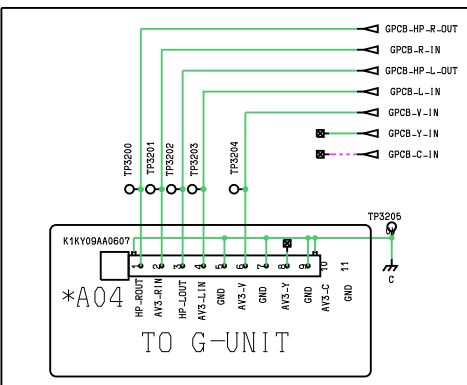 GPCB-HP-R-OUT
GPCB-R-IN
GPCB-HP-L-OUT
GPCB-L-IN
GPCB-V-IN
GPCB-Y-IN
GPCB-C-IN
TP3200
TP3201
TP3202
TP3203
TP3204
TP3205
K1KY09AA0607
C
1
2
3
4
5
6
7
8
9
10
11
*A04
HP-ROUT
AV3-RIN
HP-LOUT
AV3-LIN
GND
AV3-V
GND
AV3-Y
GND
AV3-C
GND
TO G-UNIT